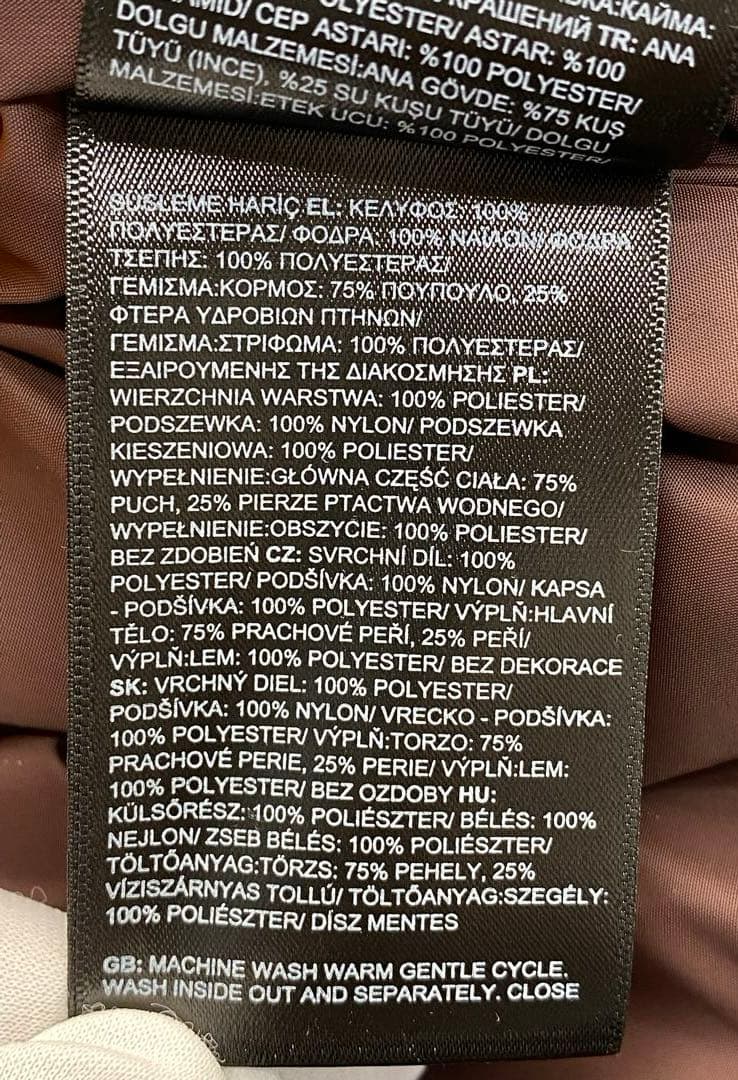 КАЙМА:
КРАШЕНИЙ TR: ANA
POLYESTER/ ASTAR: %100
CEP ASTARI: %100 POLYESTER/
DOLGU MALZEMESİ:ANA GÖVDE: %75 KUŞ
TÜYÜ (INCE), %25 SU KUŞU TÜYÜ/ DOLGU
MALZEMESİ:ETEK UCU: %100 POLYESTER/
SÜSLEME HARİÇ EL: ΚΕΛΥΦΟΣ: 100%
ΠΟΛΥΕΣΤΕΡΑΣ/ ΦΟΔΡΑ: 100% ΝΑΪΛΟΝ/ ΦΟΔΡΑ
ΤΣΕΠΗΣ: 100% ΠΟΛΥΕΣΤΕΡΑΣ/
ΓΕΜΙΣΜΑ:ΚΟΡΜΟΣ: 75% ΠΟΥΠΟΥΛΟ, 25%
ΦΤΕΡΑ ΥΔΡΟΒΙΩΝ ΠΤΗΝΩΝ/
ΓΕΜΙΣΜΑ:ΣΤΡΙΦΩΜΑ: 100% ΠΟΛΥΕΣΤΕΡΑΣ/
ΕΞΑΙΡΟΥΜΕΝΗΣ ΤΗΣ ΔΙΑΚΟΣΜΗΣΗΣ PL:
WIERZCHNIA WARSTWA: 100% POLIESTER/
PODSZEWKA: 100% NYLON/ PODSZEWKA
KIESZENIOWA: 100% POLIESTER/
WYPEŁNIENIE:GŁÓWNA CZĘŚĆ CIAŁA: 75%
PUCH, 25% PIERZE PTACTWA WODNEGO/
WYPEŁNIENIE:OBSZYCIE: 100% POLIESTER/
BEZ ZDOBIEŃ CZ: SVRCHNÍ DÍL: 100%
POLYESTER/ PODŠÍVKA: 100% NYLON/ KAPSA
- PODŠÍVKA: 100% POLYESTER/ VÝPLŇ:HLAVNÍ
TĚLO: 75% PRACHOVÉ PEŘÍ, 25% PEŘÍ/
VÝPLŇ:LEM: 100% POLYESTER/ BEZ DEKORACE
SK: VRCHNÝ DIEL: 100% POLYESTER/
PODŠÍVKA: 100% NYLON/ VRECKO - PODŠÍVKA:
100% POLYESTER/ VÝPLŇ:TORZO: 75%
PRACHOVÉ PERIE, 25% PERIE/ VÝPLŇ:LEM:
100% POLYESTER/ BEZ OZDOBY HU:
KÜLSŐRÉSZ: 100% POLIÉSZTER/ BÉLÉS: 100%
NEJLON/ ZSEB BÉLÉS: 100% POLIÉSZTER/
TÖLTŐANYAG:TÖRZS: 75% PEHELY, 25%
VÍZISZÁRNYAS TOLLÚ/ TÖLTŐANYAG:SZEGÉLY:
100% POLIÉSZTER/ DÍSZ MENTES
GB: MACHINE WASH WARM GENTLE CYCLE.
WASH INSIDE OUT AND SEPARATELY. CLOSE